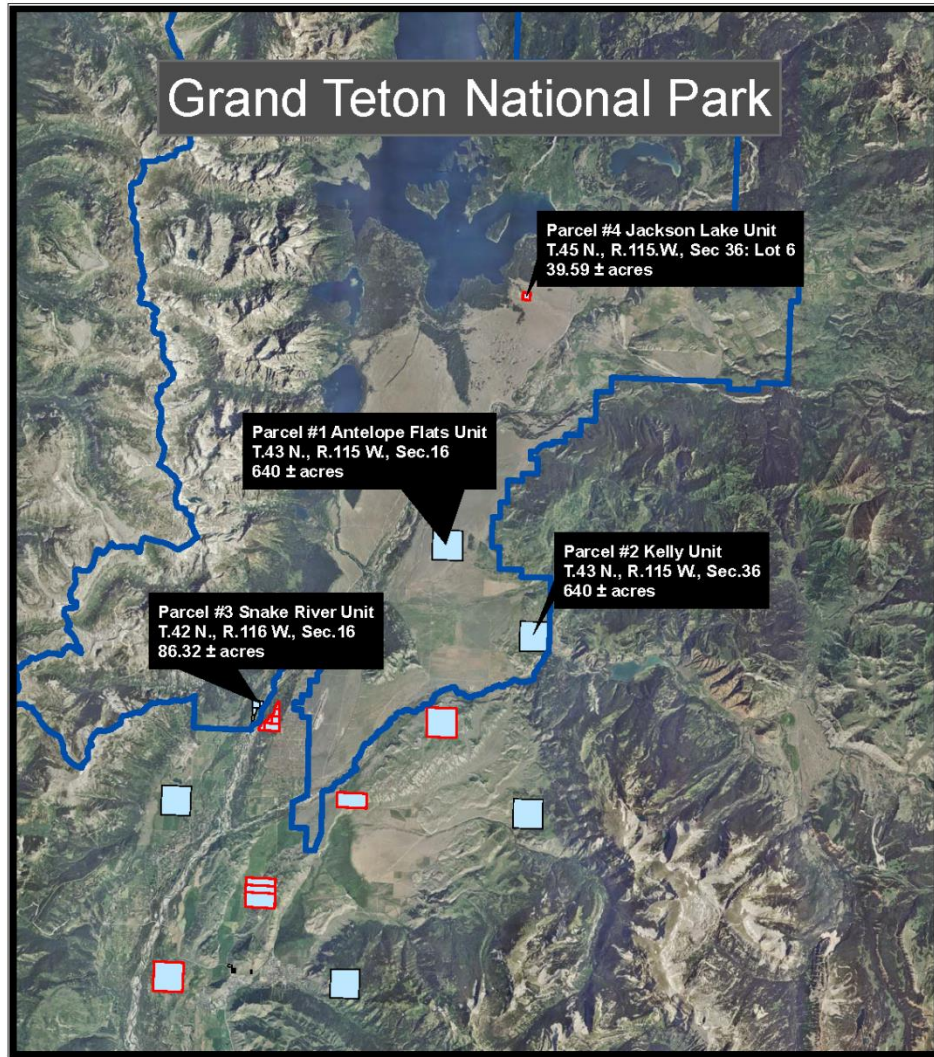 Grand Teton National Park
Parcel #4 Jackson Lake Unit
T.45 N., R.115.W., Sec 36: Lot 6
39.59 ± acres
Parcel #1 Antelope Flats Unit
T.43 N., R.115 W., Sec.16
640 ± acres
Parcel #2 Kelly Unit
T.43 N., R.115 W., Sec.36
640 ± acres
Parcel #3 Snake River Unit
T.42 N., R.116 W., Sec.16
86.32 ± acres